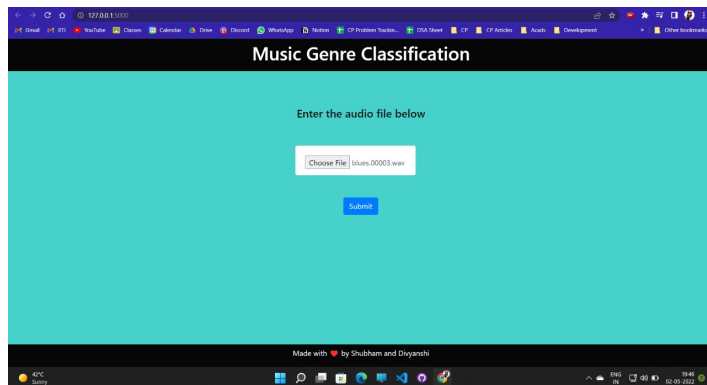 127.0.0.1:5000
Gmail IITI YouTube Classes Calendar Drive Discord WhatsApp Notion CP Problem Trackin... DSA Sheet CP CP Articles Acads Development » Other bookmarks
Music Genre Classification
Enter the audio file below
Choose File blues.00003.wav
Submit
Made with ❤ by Shubham and Divyanshi
42°C
Sunny
ENG
IN
19:46
02-05-2022